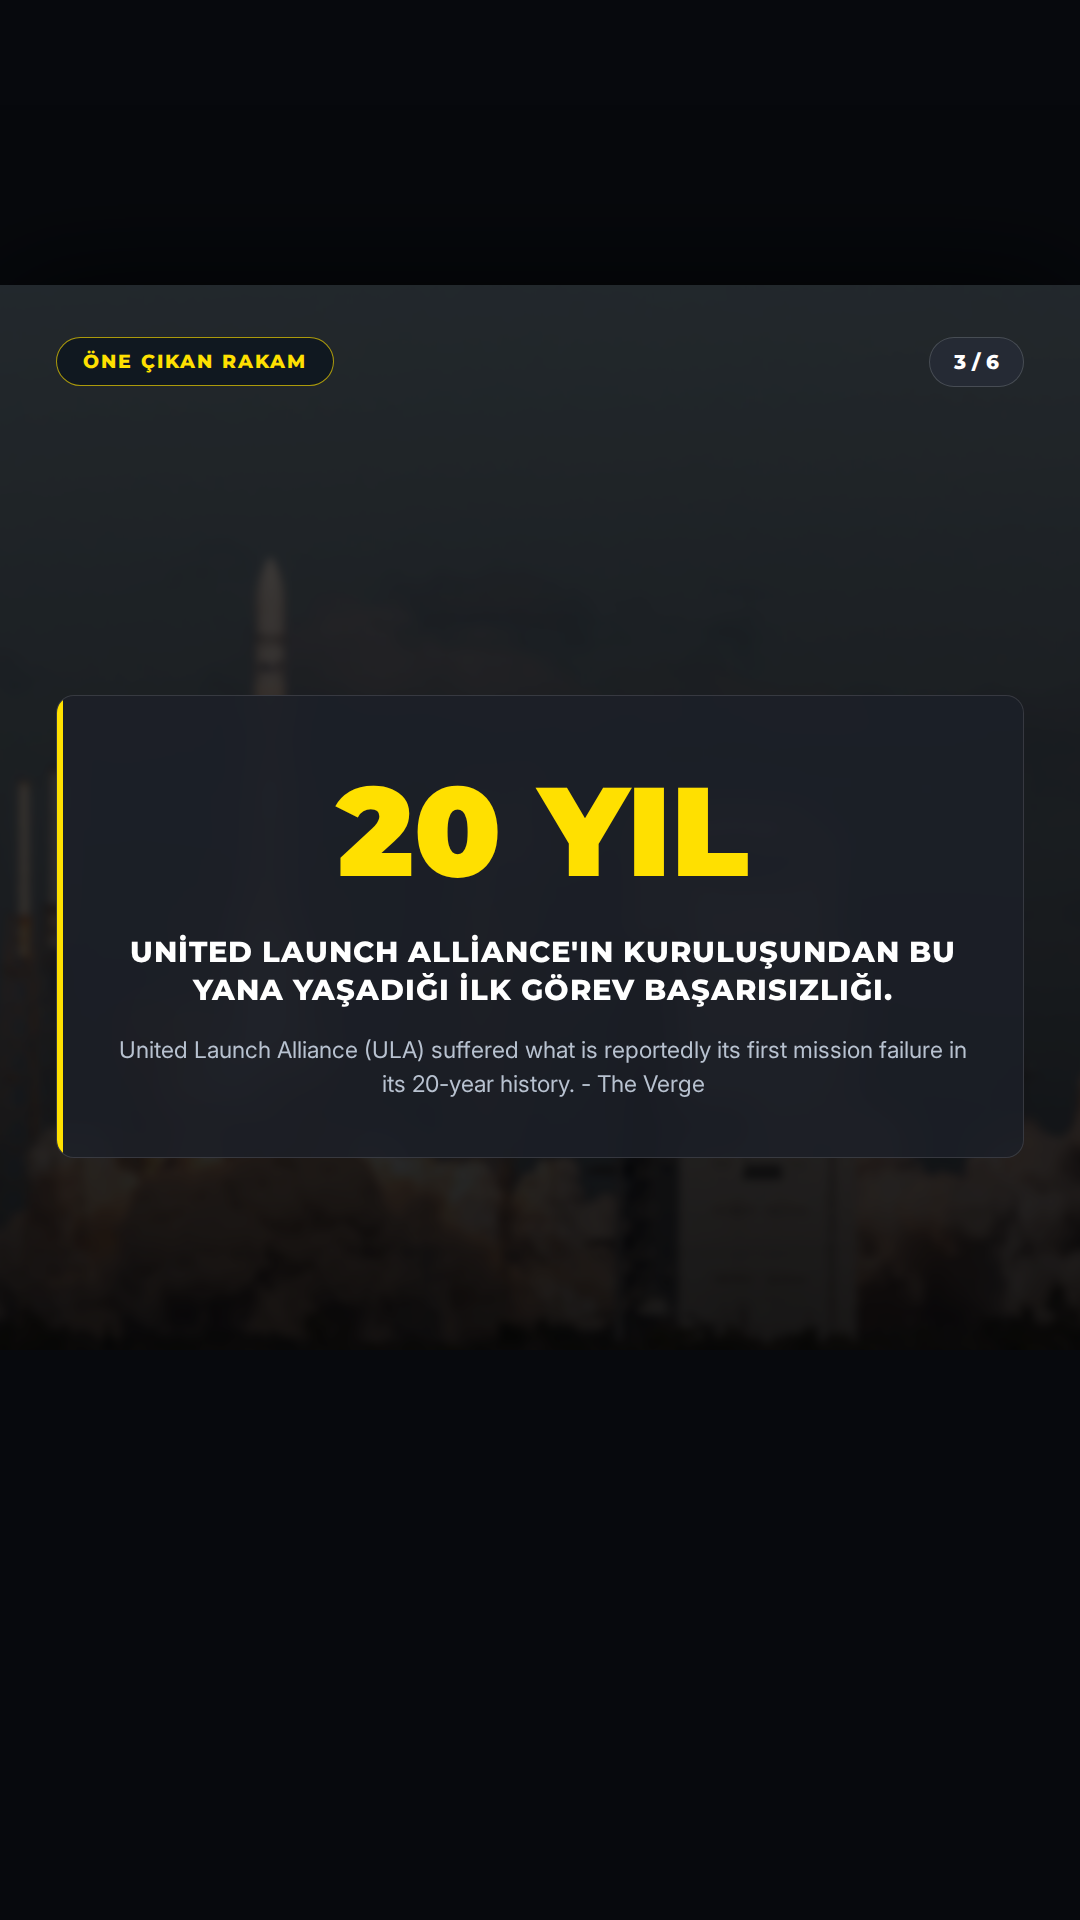 ÖNE ÇIKAN RAKAM
3 / 6
20 YIL
UNİTED LAUNCH ALLİANCE'IN KURULUŞUNDAN BU
YANA YAŞADIĞI İLK GÖREV BAŞARISIZLIĞI.
United Launch Alliance (ULA) suffered what is reportedly its first mission failure in
its 20-year history. - The Verge